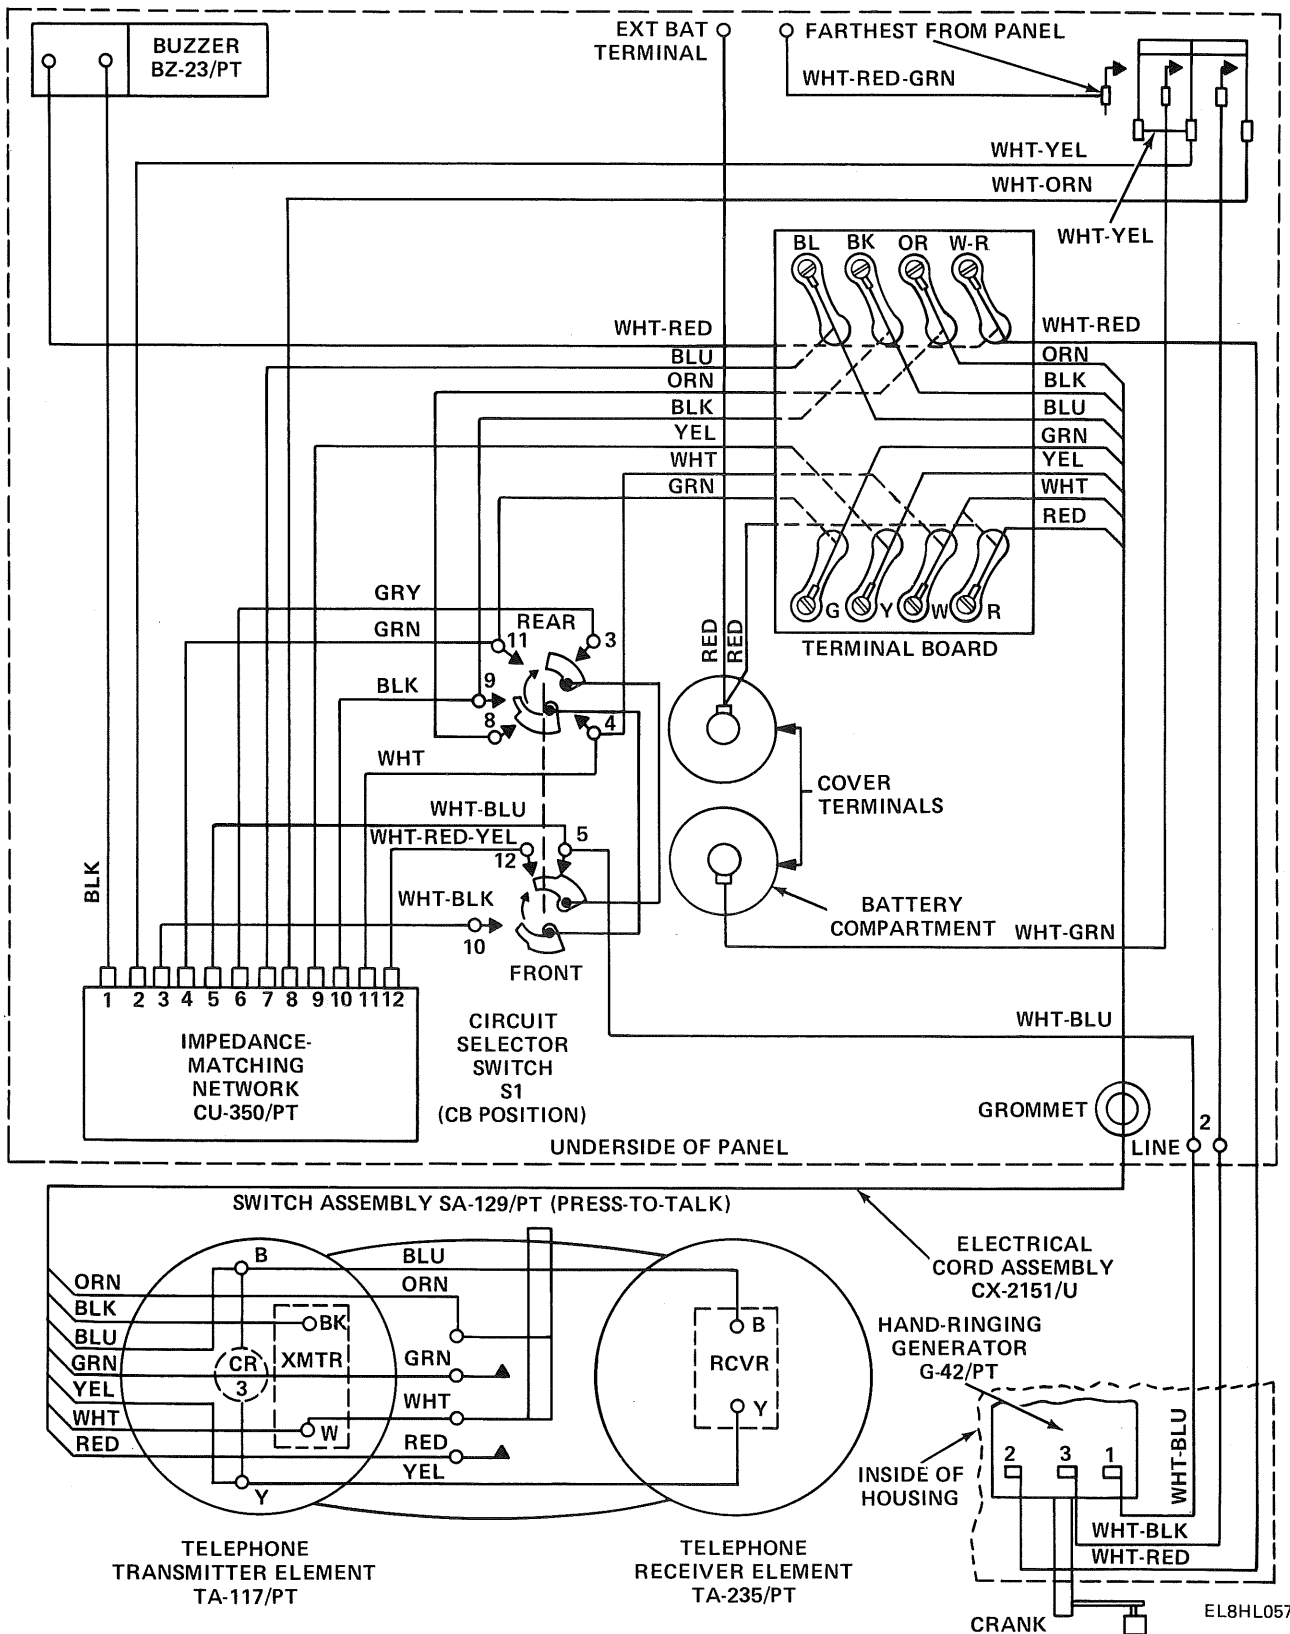 BUZZER
BZ-23/PT
EXT BAT
TERMINAL
FARTHEST FROM PANEL
WHT-RED-GRN
WHT-YEL
WHT-ORN
WHT-YEL
BL BK OR W-R
WHT-RED
WHT-RED
BLU
ORN
ORN
BLK
BLK
BLU
YEL
GRN
WHT
YEL
GRN
WHT
RED
GRY
GRN
REAR
11
3
G Y W R
TERMINAL BOARD
RED
RED
BLK
9
8
4
WHT
COVER
TERMINALS
WHT-BLU
WHT-RED-YEL
5
12
BLK
WHT-BLK
10
BATTERY
COMPARTMENT
WHT-GRN
FRONT
1 2 3 4 5 6 7 8 9 10 11 12
IMPEDANCE-
MATCHING
NETWORK
CU-350/PT
CIRCUIT
SELECTOR
SWITCH
S1
(CB POSITION)
WHT-BLU
GROMMET
2
LINE
UNDERSIDE OF PANEL
SWITCH ASSEMBLY SA-129/PT (PRESS-TO-TALK)
ELECTRICAL
CORD ASSEMBLY
CX-2151/U
B
BLU
ORN
ORN
BLK
BK
BLU
GRN
CR
3
XMTR
GRN
YEL
WHT
WHT
W
RED
RED
YEL
Y
B
RCVR
Y
HAND-RINGING
GENERATOR
G-42/PT
2 3 1
WHT-BLU
INSIDE OF
HOUSING
WHT-BLK
WHT-RED
TELEPHONE
TRANSMITTER ELEMENT
TA-117/PT
TELEPHONE
RECEIVER ELEMENT
TA-235/PT
CRANK
EL8HL057